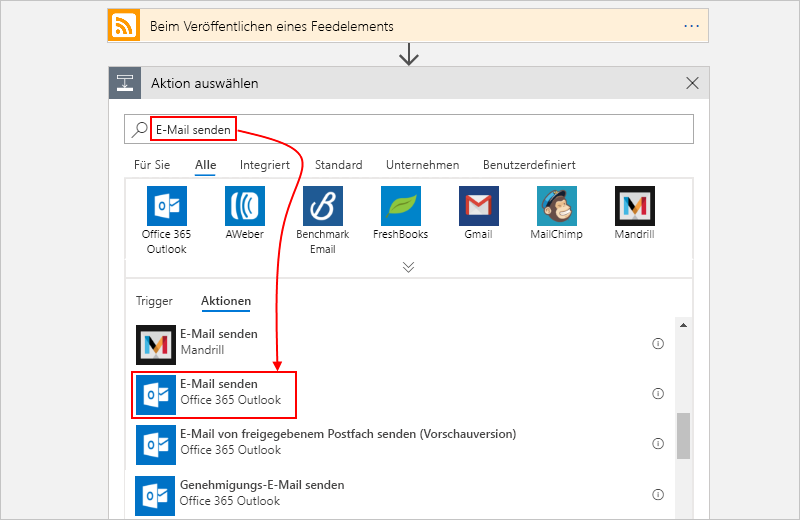 Beim Veröffentlichen eines Feedelements
Aktion auswählen
E-Mail senden
Für Sie Alle Integriert Standard Unternehmen Benutzerdefiniert
Office 365 Outlook
AWeber
Benchmark Email
FreshBooks
Gmail
MailChimp
Mandrill
Trigger Aktionen
E-Mail senden
Mandrill
E-Mail senden
Office 365 Outlook
E-Mail von freigegebenem Postfach senden (Vorschauversion)
Office 365 Outlook
Genehmigungs-E-Mail senden
Office 365 Outlook